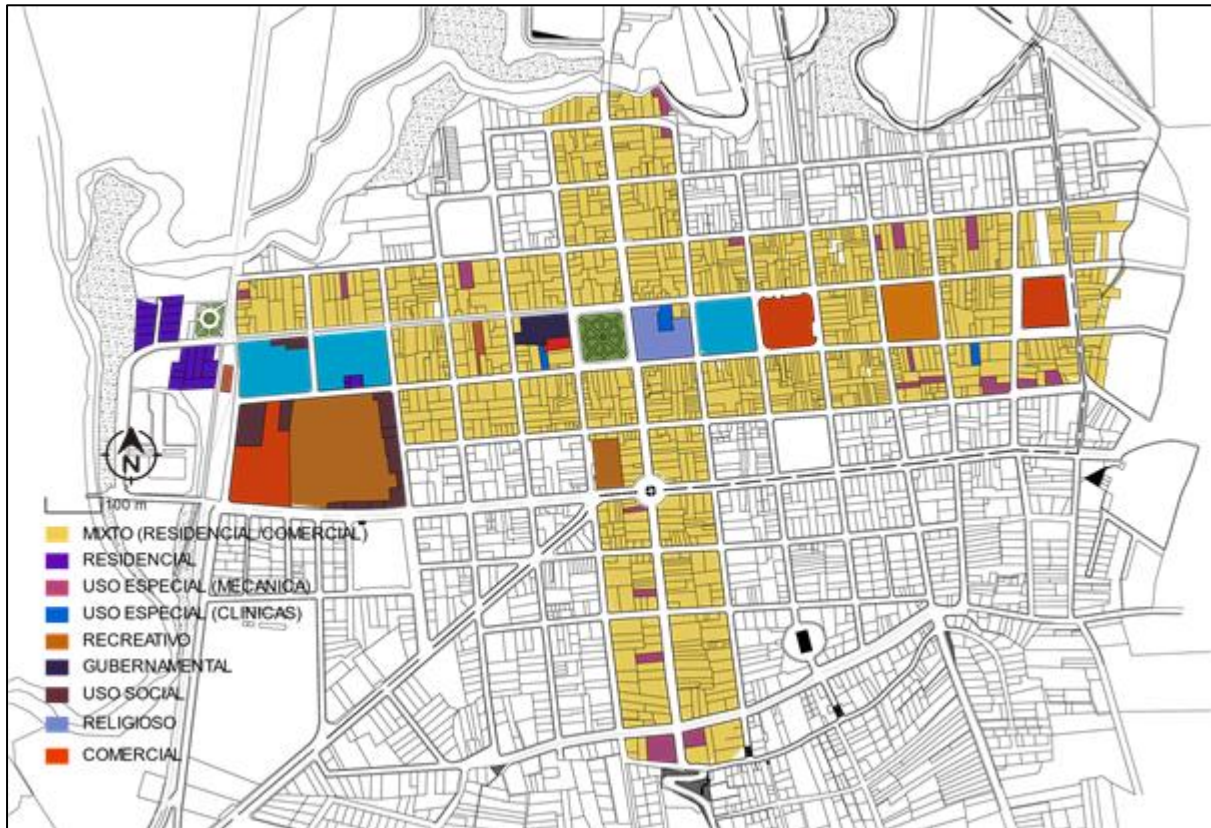 N
100 m
MIXTO (RESIDENCIAL/COMERCIAL)
RESIDENCIAL
USO ESPECIAL (MECANICA)
USO ESPECIAL (CLINICAS)
RECREATIVO
GUBERNAMENTAL
USO SOCIAL
RELIGIOSO
COMERCIAL